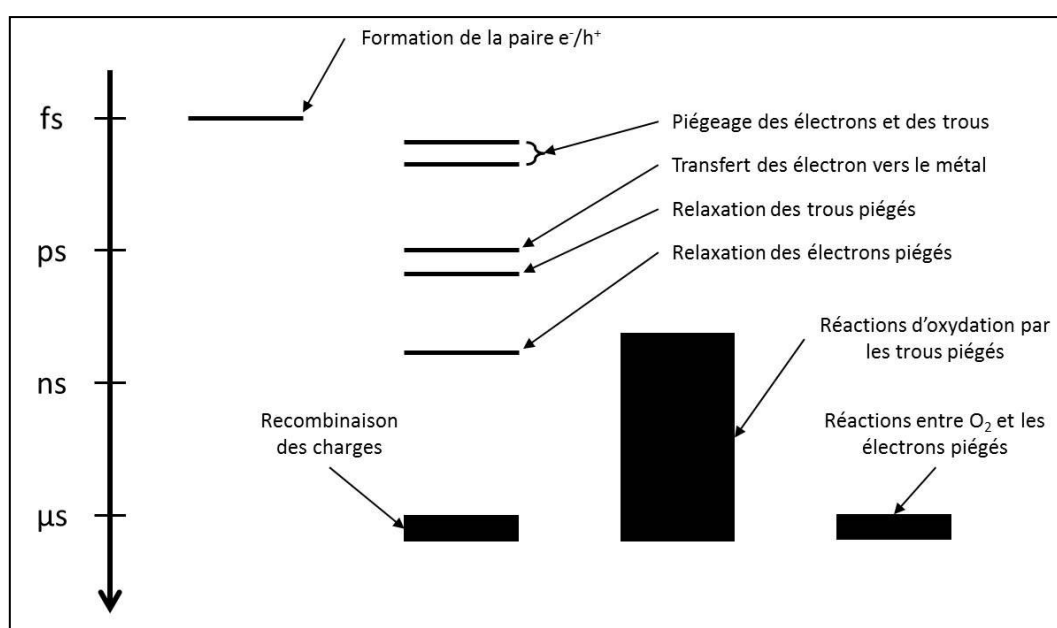 Formation de la paire e⁻/h⁺
fs
Piégeage des électrons et des trous
Transfert des électron vers le métal
Relaxation des trous piégés
ps
Relaxation des électrons piégés
Réactions d’oxydation par
les trous piégés
ns
Recombinaison
des charges
Réactions entre O₂ et les
électrons piégés
µs